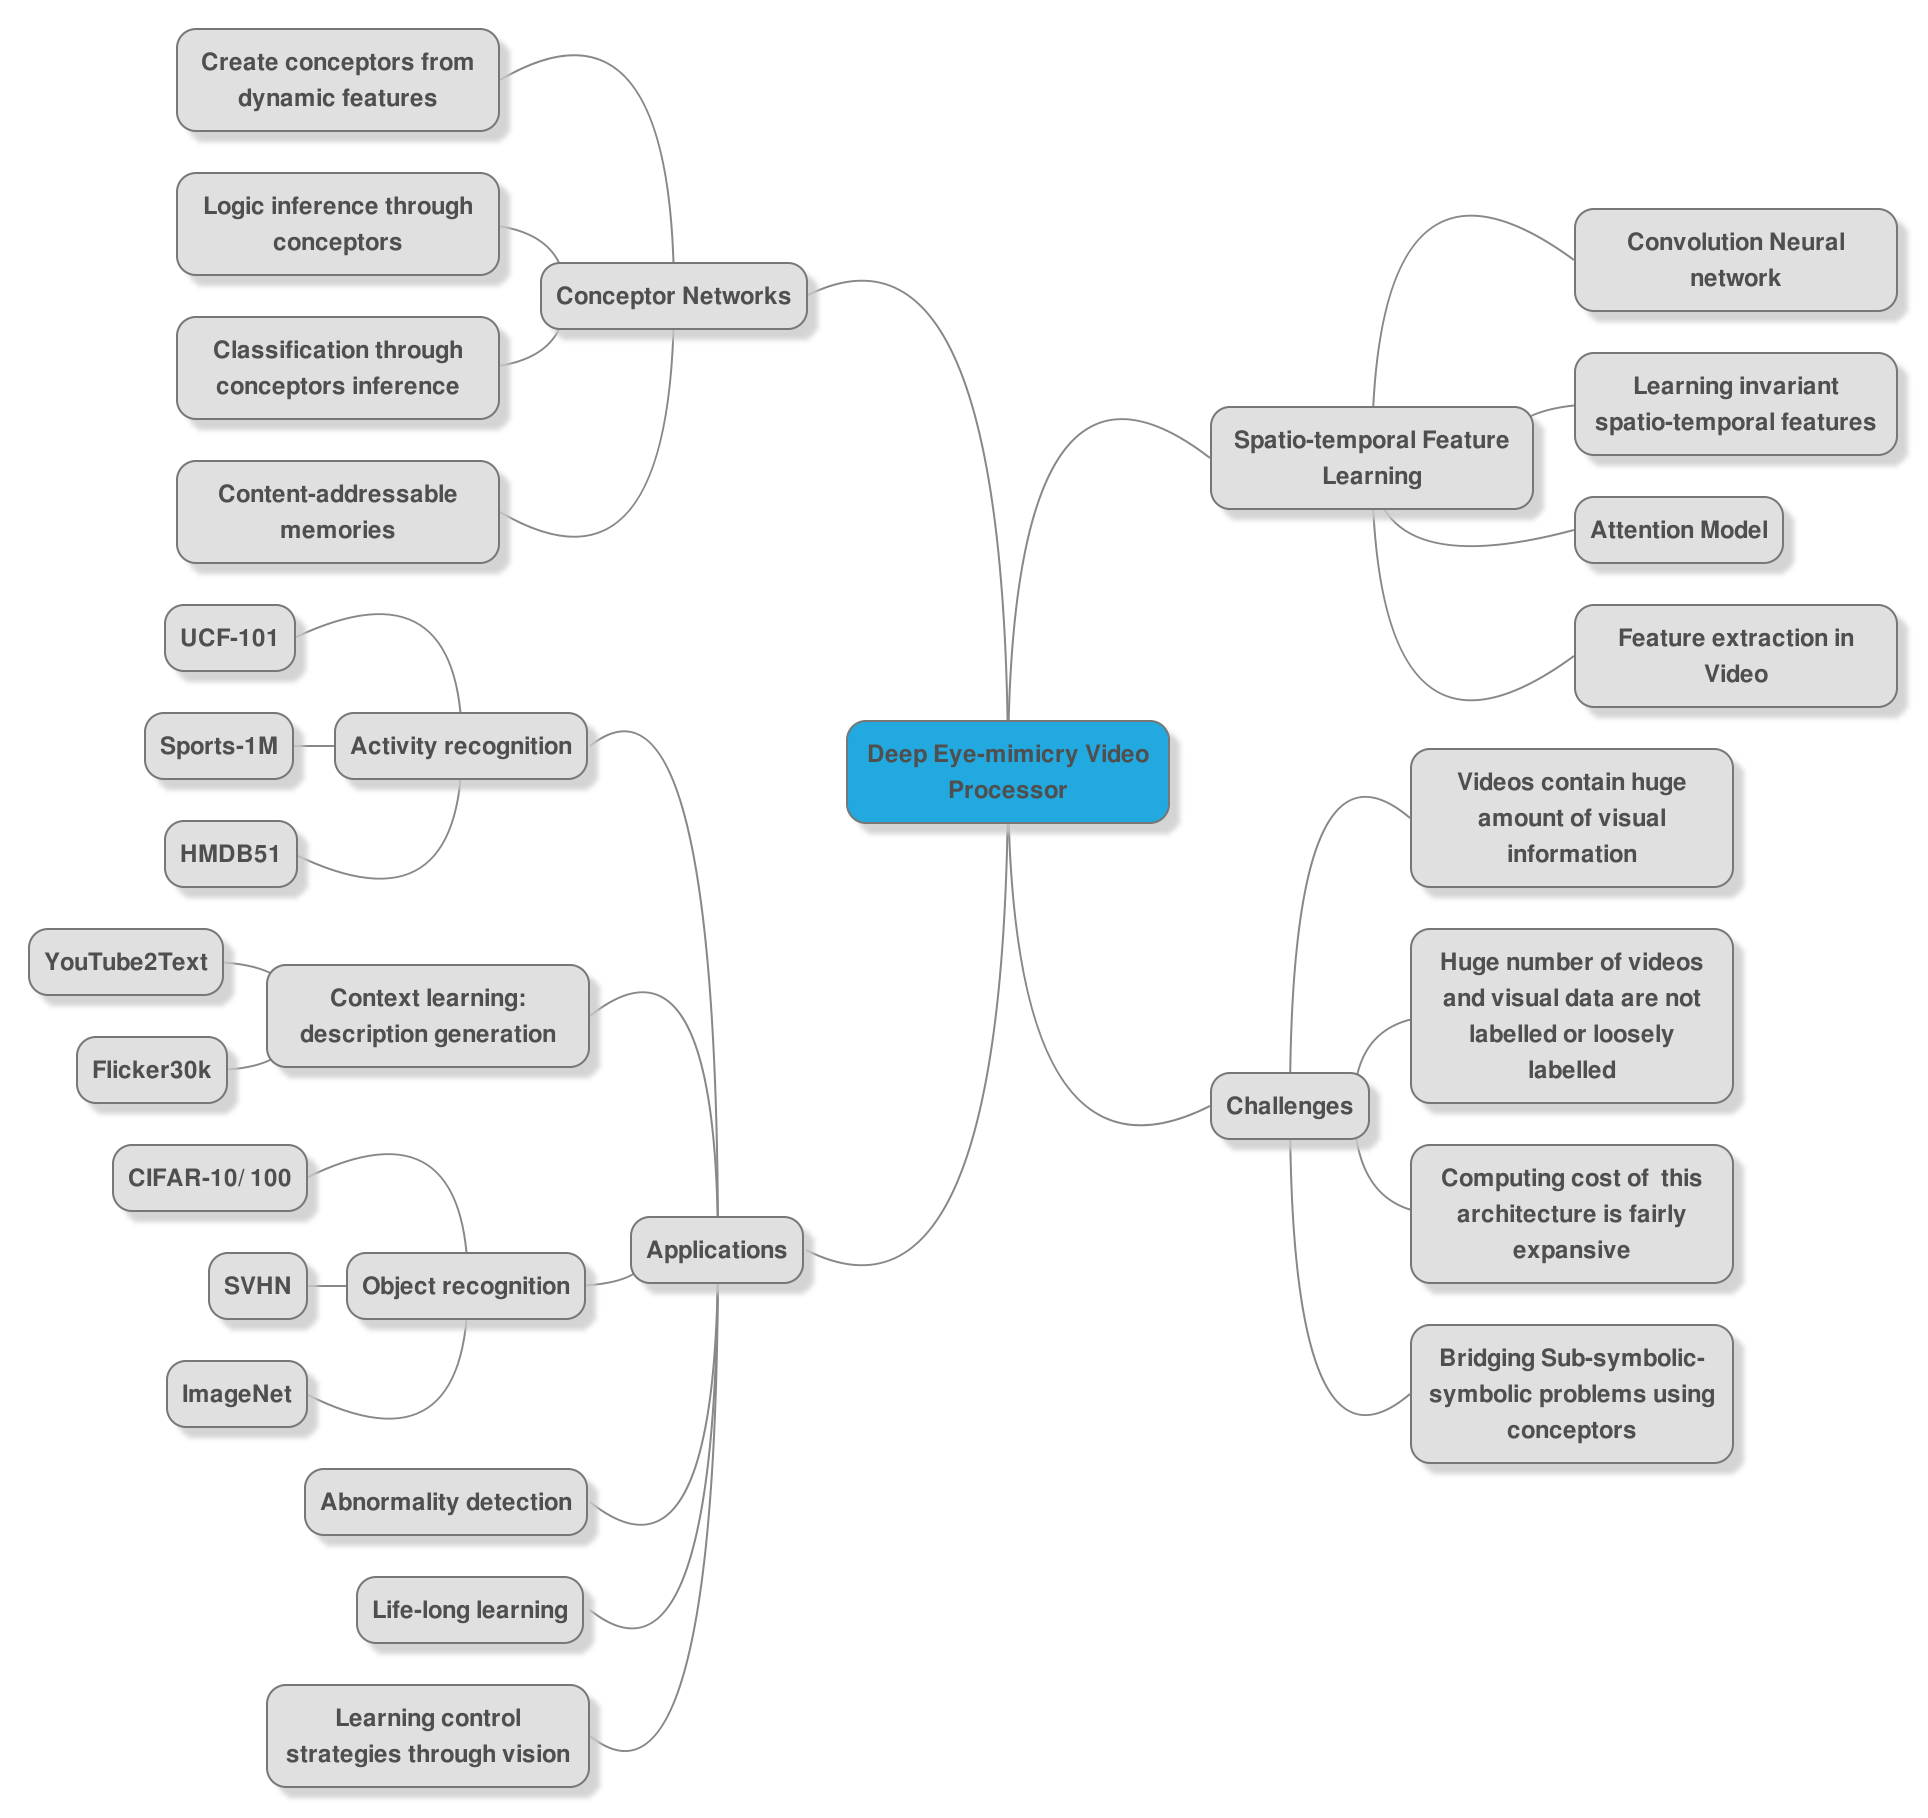 Create conceptors from
dynamic features
Logic inference through
conceptors
Classification through
conceptors inference
Content-addressable
memories
Conceptor Networks
UCF-101
Sports-1M
HMDB51
Activity recognition
YouTube2Text
Flicker30k
Context learning:
description generation
CIFAR-10/ 100
SVHN
ImageNet
Object recognition
Abnormality detection
Life-long learning
Learning control
strategies through vision
Applications
Deep Eye-mimicry Video
Processor
Spatio-temporal Feature
Learning
Convolution Neural
network
Learning invariant
spatio-temporal features
Attention Model
Feature extraction in
Video
Challenges
Videos contain huge
amount of visual
information
Huge number of videos
and visual data are not
labelled or loosely
labelled
Computing cost of  this
architecture is fairly
expansive
Bridging Sub-symbolic-
symbolic problems using
conceptors